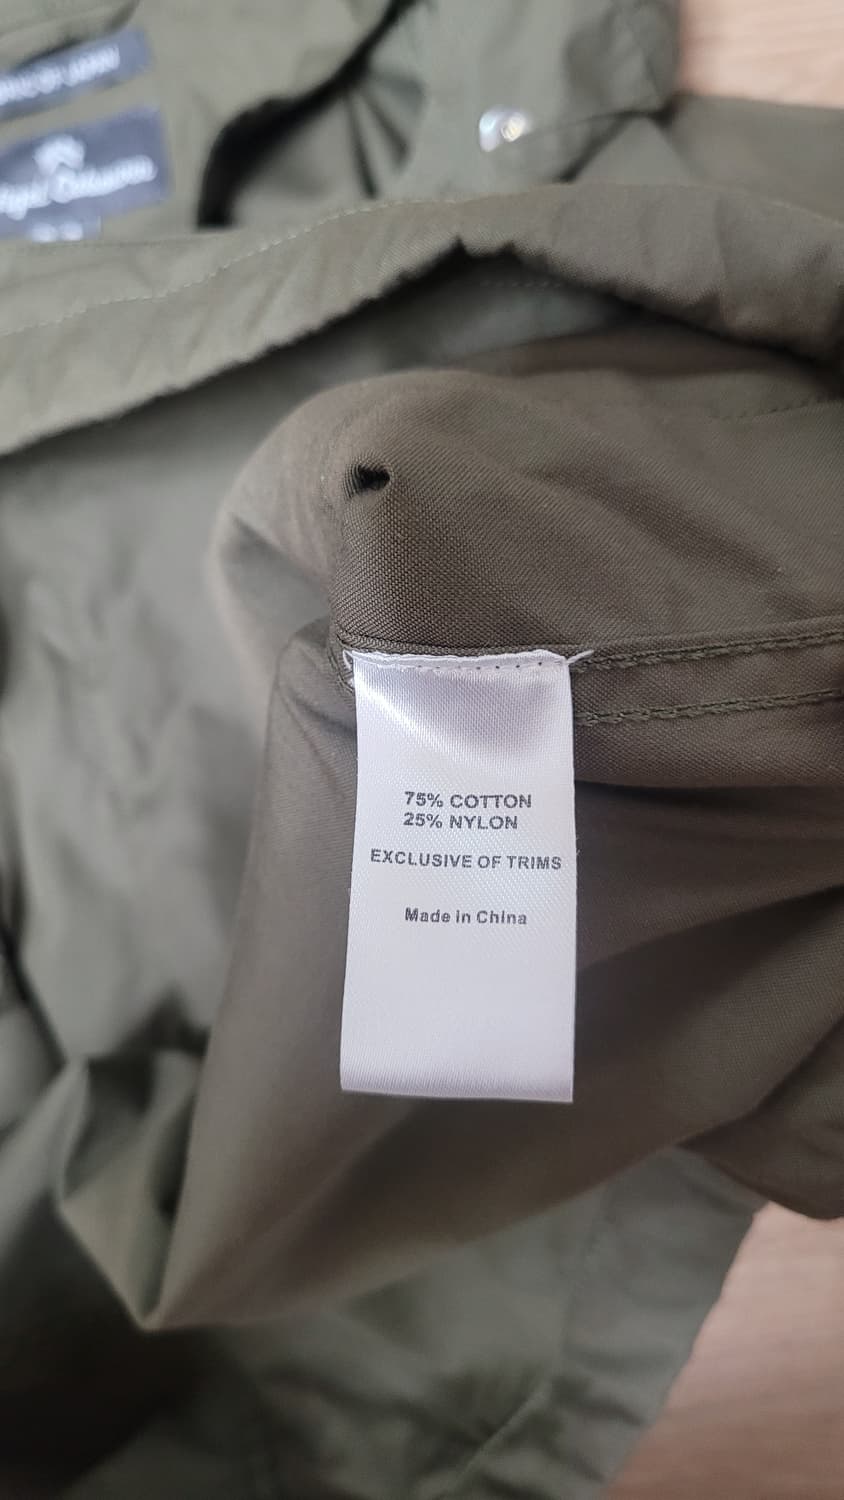 75% COTTON
25% NYLON
EXCLUSIVE OF TRIMS
Made in China